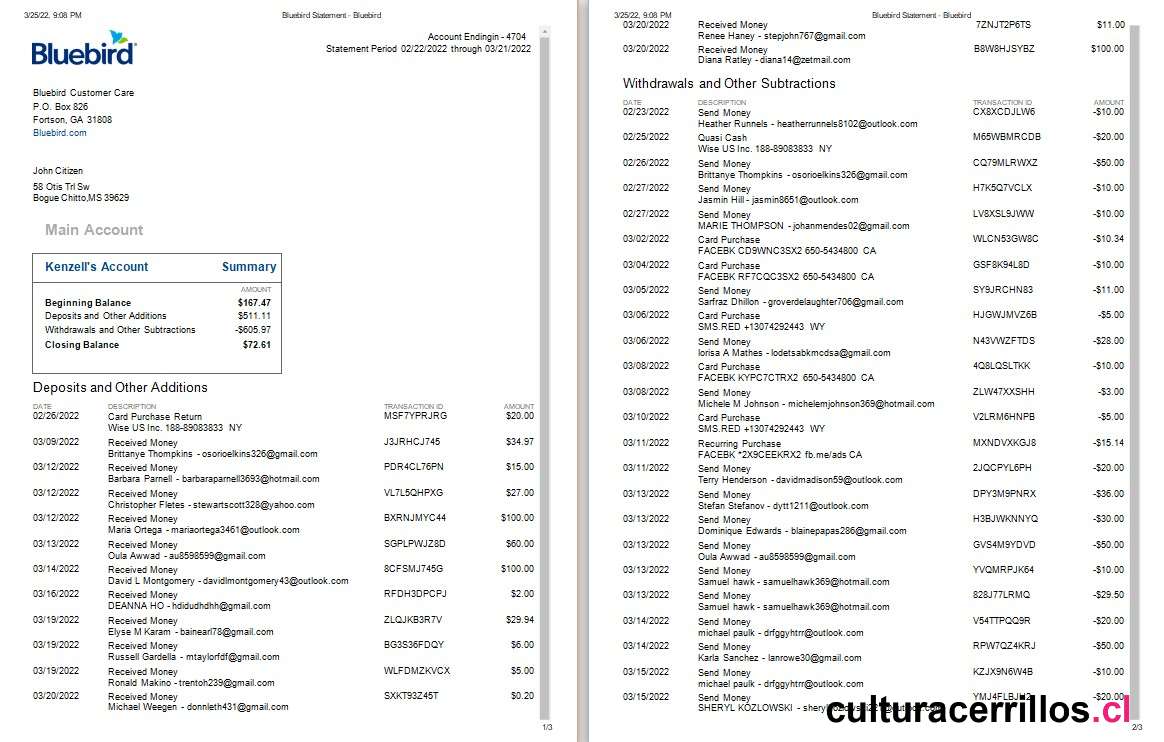 3/25/22, 9:08 PM Bluebird Statement - Bluebird
Bluebird
Account Endingin - 4704
Statement Period 02/22/2022 through 03/21/2022
Bluebird Customer Care
P.O. Box 826
Fortson, GA 31808
Bluebird.com
John Citizen
58 Otis Trl Sw
Bogue Chitto,MS 39629
Main Account
Kenzell's Account Summary
AMOUNT
Beginning Balance $167.47
Deposits and Other Additions $511.11
Withdrawals and Other Subtractions -$605.97
Closing Balance $72.61
Deposits and Other Additions
DATE DESCRIPTION TRANSACTION ID AMOUNT
02/26/2022 Card Purchase Return MSF7YFRJRG $20.00
Wise US Inc. 188-89083833 NY
03/09/2022 Received Money J3JRHCJ745 $34.97
Brittanye Thompkins - osorioelkins326@gmail.com
03/12/2022 Received Money PDR4CL76PN $15.00
Barbara Parnell - barbaraparnell3693@hotmail.com
03/12/2022 Received Money VL7L5QHPXG $27.00
Christopher Fletes - stewartscott328@yahoo.com
03/12/2022 Received Money BXRNJMYC44 $100.00
Maria Ortega - mariaortega3461@outlook.com
03/13/2022 Received Money SGPLPWJZ8D $60.00
Oula Awwad - au8598599@gmail.com
03/14/2022 Received Money 8CFSMJ745G $100.00
David L Montgomery - davidlmontgomery43@outlook.com
03/16/2022 Received Money RFDH3DPCPJ $2.00
DEANNA HO - hdidudhdhh@gmail.com
03/19/2022 Received Money ZLQJKB3R7V $29.94
Elyse M Karam - bainearl78@gmail.com
03/19/2022 Received Money BG3S36FDQY $6.00
Russell Gardella - mtaylorfdf@gmail.com
03/19/2022 Received Money WLFDMZKVCX $5.00
Ronald Makino - trentoh239@gmail.com
03/20/2022 Received Money SXKT93Z45T $0.20
Michael Weegen - donnleth431@gmail.com
1/3
3/25/22, 9:08 PM Bluebird Statement - Bluebird
03/20/2022 Received Money 7ZNJT2P6TS $11.00
Renee Haney - stepjohn767@gmail.com
03/20/2022 Received Money B8W8HJSYBZ $100.00
Diana Ratley - diana14@zetmail.com
Withdrawals and Other Subtractions
DATE DESCRIPTION TRANSACTION ID AMOUNT
02/23/2022 Send Money CX8XCDJLW6 -$10.00
Heather Runnels - heatherrunnels8102@outlook.com
02/25/2022 Quasi Cash M65WBMRCDB -$20.00
Wise US Inc. 188-89083833 NY
02/26/2022 Send Money CQ79MLRWXZ -$50.00
Brittanye Thompkins - osorioelkins326@gmail.com
02/27/2022 Send Money H7K5Q7VCLX -$10.00
Jasmin Hill - jasmin8651@outlook.com
02/27/2022 Send Money LV8XSL9JWW -$10.00
MARIE THOMPSON - johanmendes02@gmail.com
03/02/2022 Card Purchase WLCN53GW8C -$10.34
FACEBK CD9WNC3SX2 650-5434800 CA
03/04/2022 Card Purchase GSF8K94L8D -$10.00
FACEBK RF7CQC3SX2 650-5434800 CA
03/05/2022 Send Money SY9JRCHN83 -$11.00
Sarfraz Dhillon - groverdelaughter706@gmail.com
03/06/2022 Card Purchase HJGWJMVZ6B -$5.00
SMS.RED +13074292443 WY
03/06/2022 Send Money N43VWZFTDS -$28.00
lorisa A Mathes - lodetsabkmcdsa@gmail.com
03/08/2022 Card Purchase 4Q8LQSLTKK -$10.00
FACEBK KYPC7CTRX2 650-5434800 CA
03/08/2022 Send Money ZLW47XXSHH -$3.00
Michele M Johnson - michelemjohnson369@hotmail.com
03/10/2022 Card Purchase V2LRM6HNPB -$5.00
SMS.RED +13074292443 WY
03/11/2022 Recurring Purchase MXNDVXKGJ8 -$15.14
FACEBK *2X9CEEKRX2 fb.me/ads CA
03/11/2022 Send Money 2JQCPYL6PH -$20.00
Terry Henderson - davidmadison59@outlook.com
03/13/2022 Send Money DPY3M9PNRX -$36.00
Stefan Stefanov - dytt1211@outlook.com
03/13/2022 Send Money H3BJWKNNYQ -$30.00
Dominique Edwards - blainepapas286@gmail.com
03/13/2022 Send Money GVS4M9YDVD -$50.00
Oula Awwad - au8598599@gmail.com
03/13/2022 Send Money YVQMRPJK64 -$10.00
Samuel hawk - samuelhawk369@hotmail.com
03/13/2022 Send Money 828J77LRMQ -$29.50
Samuel hawk - samuelhawk369@hotmail.com
03/14/2022 Send Money V54TTPQQ9R -$20.00
michael paulk - drfggyhtrr@outlook.com
03/14/2022 Send Money RPW7QZ4KRJ -$50.00
Karla Sanchez - lanrowe30@gmail.com
03/15/2022 Send Money KZJX9N6W4B -$10.00
michael paulk - drfggyhtrr@outlook.com
03/15/2022 Send Money -$20.00
SHERYL KOZLOWSKI -
culturacerrillos.cl
2/3